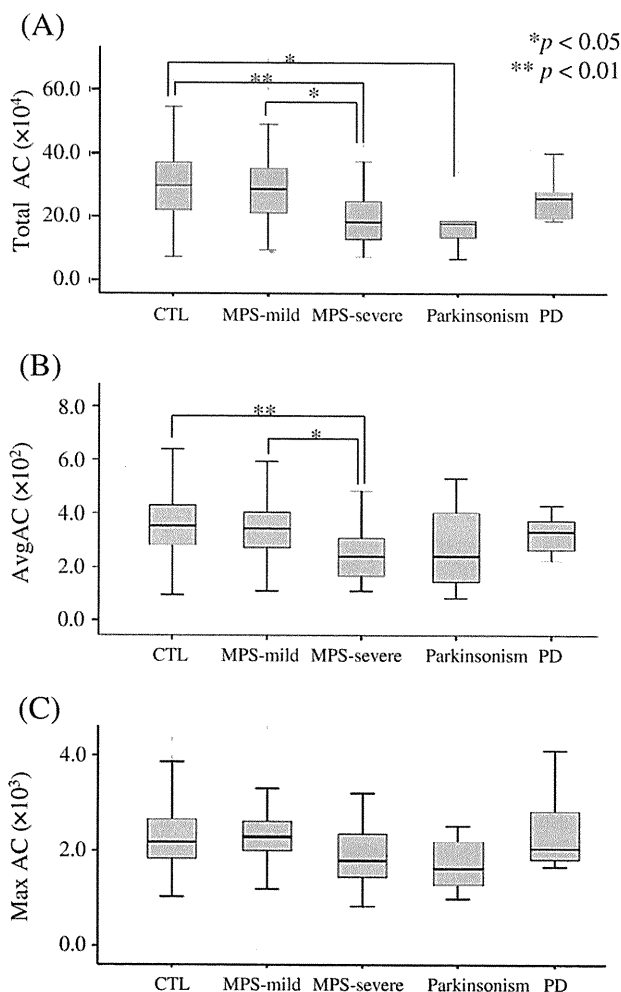 (A)
*p < 0.05
** p < 0.01
Total AC (×10⁴)
60.0
40.0
20.0
0.0
*
**
*
CTL MPS-mild MPS-severe Parkinsonism PD
(B)
AvgAC (×10²)
8.0
6.0
4.0
2.0
0.0
**
*
CTL MPS-mild MPS-severe Parkinsonism PD
(C)
Max AC (×10³)
4.0
2.0
0.0
CTL MPS-mild MPS-severe Parkinsonism PD